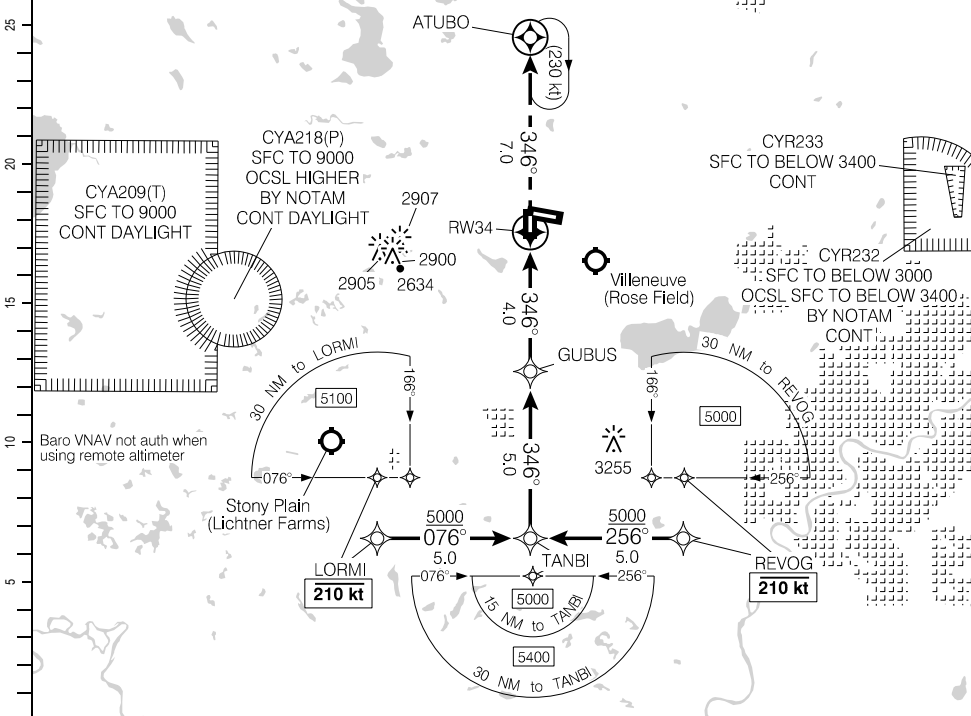 25
ATUBO
(230 kt)
346°
7.0
CYA218(P)
SFC TO 9000
OCSL HIGHER
BY NOTAM
CONT DAYLIGHT
CYR233
SFC TO BELOW 3400
CONT
20
CYA209(T)
SFC TO 9000
CONT DAYLIGHT
2907
RW34
2900
2905
2634
Villeneuve
(Rose Field)
CYR232
SFC TO BELOW 3000
OCSL SFC TO BELOW 3400
BY NOTAM
CONT
15
346°
4.0
GUBUS
30 NM to LORMI
166°
5100
30 NM to REVOG
166°
5000
10
Baro VNAV not auth when
using remote altimeter
346°
5.0
3255
076°
256°
Stony Plain
(Lichtner Farms)
5000
076°
5.0
5000
256°
5.0
TANBI
LORMI
210 kt
REVOG
210 kt
5
076°
256°
5000
15 NM to TANBI
5400
30 NM to TANBI